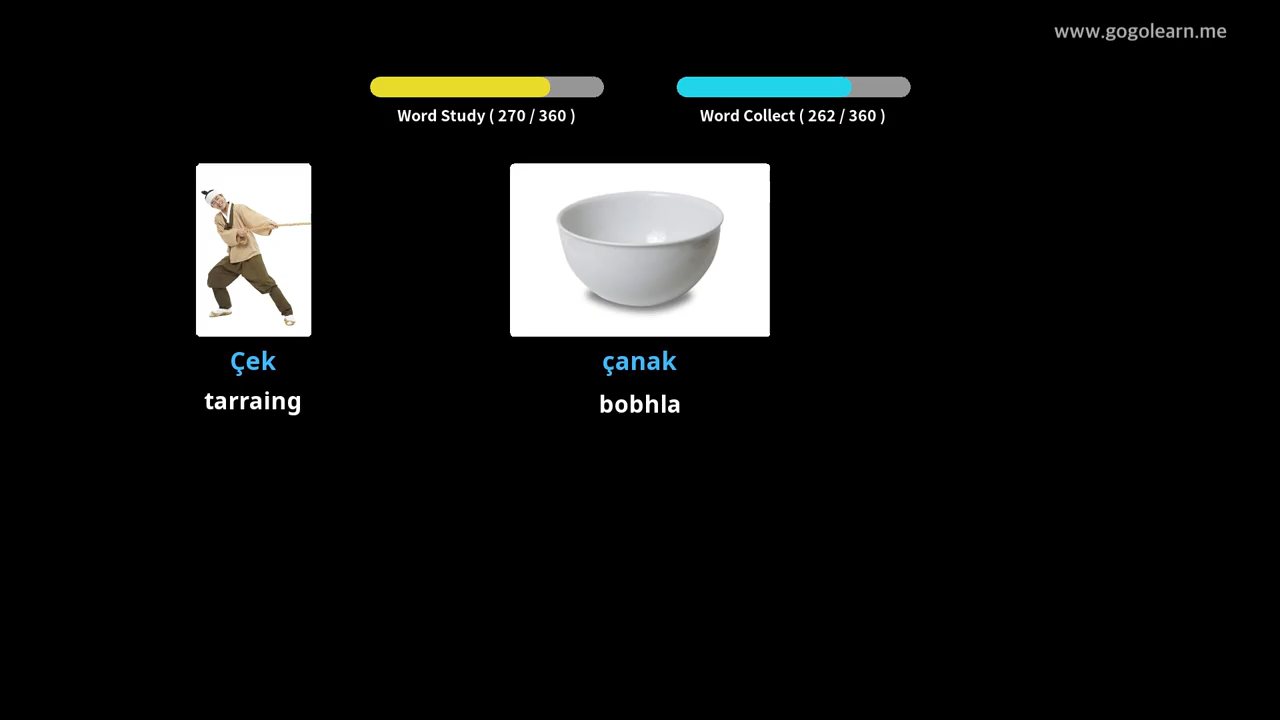 www.gogolearn.me
Word Study ( 270 / 360 )
Word Collect ( 262 / 360 )
Çek
tarraing
çanak
bobhla